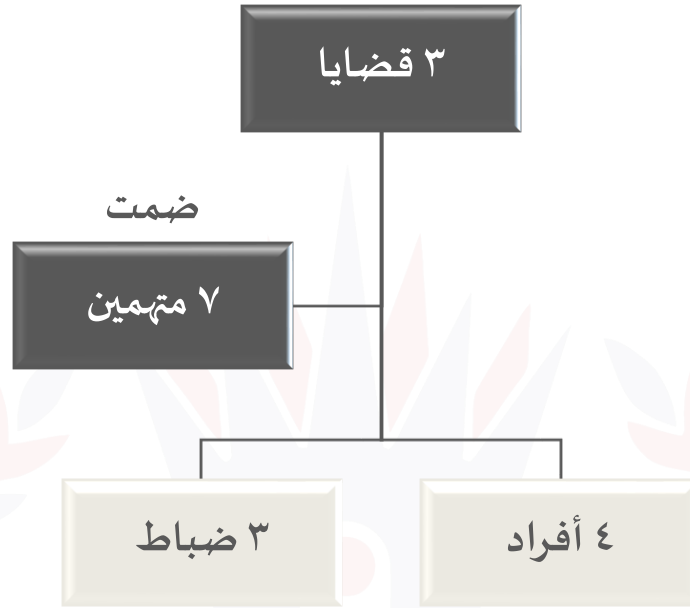 ٣ قضايا
ضمت
٧ متهمين
٤ أفراد
٣ ضباط